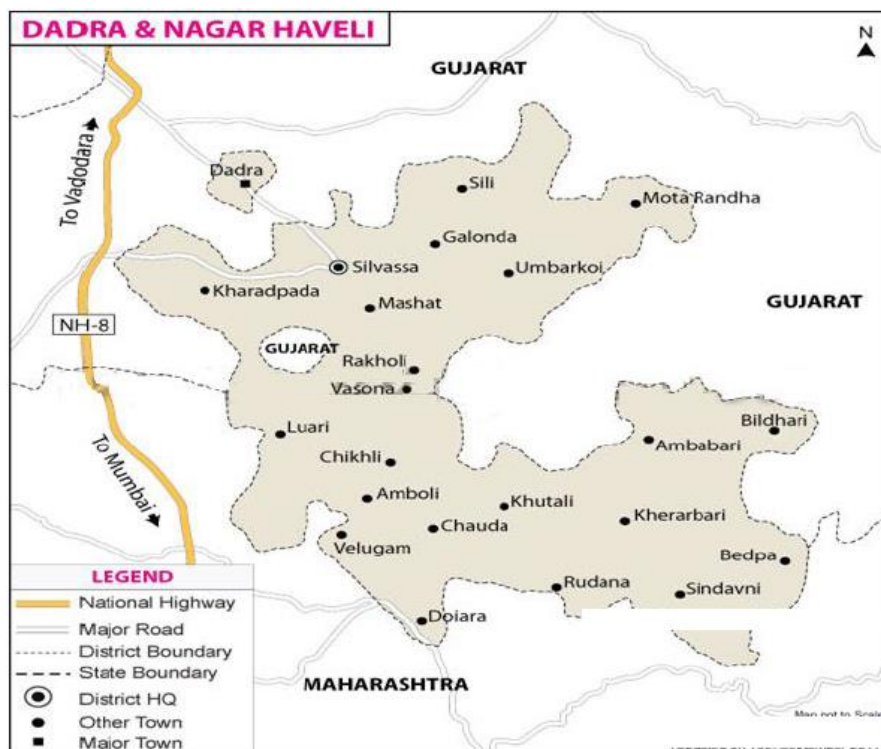 DADRA & NAGAR HAVELI
N
GUJARAT
To Vadodara
Dadra
Sili
Mota Randha
Galonda
Silvassa
Umbarkoi
Kharadpada
Mashat
GUJARAT
NH-8
GUJARAT
Rakholi
Vasona
Luari
Bildhari
Ambabari
Chikhli
To Mumbai
Amboli
Khutali
Chauda
Kherarbari
Velugam
Bedpa
Rudana
Sindavni
Doiara
MAHARASHTRA
LEGEND
National Highway
Major Road
District Boundary
State Boundary
District HQ
Other Town
Major Town
Map not to Scale